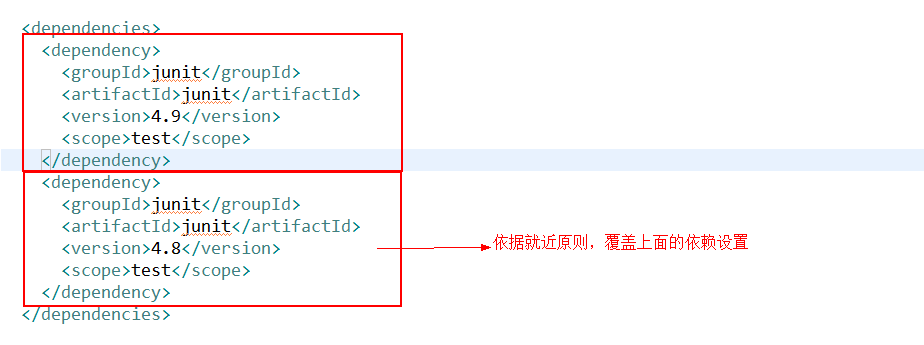 <dependencies>
<dependency>
<groupId>junit</groupId>
<artifactId>junit</artifactId>
<version>4.9</version>
<scope>test</scope>
</dependency>
<dependency>
<groupId>junit</groupId>
<artifactId>junit</artifactId>
<version>4.8</version>
依据就近原则，覆盖上面的依赖设置
<scope>test</scope>
</dependency>
</dependencies>